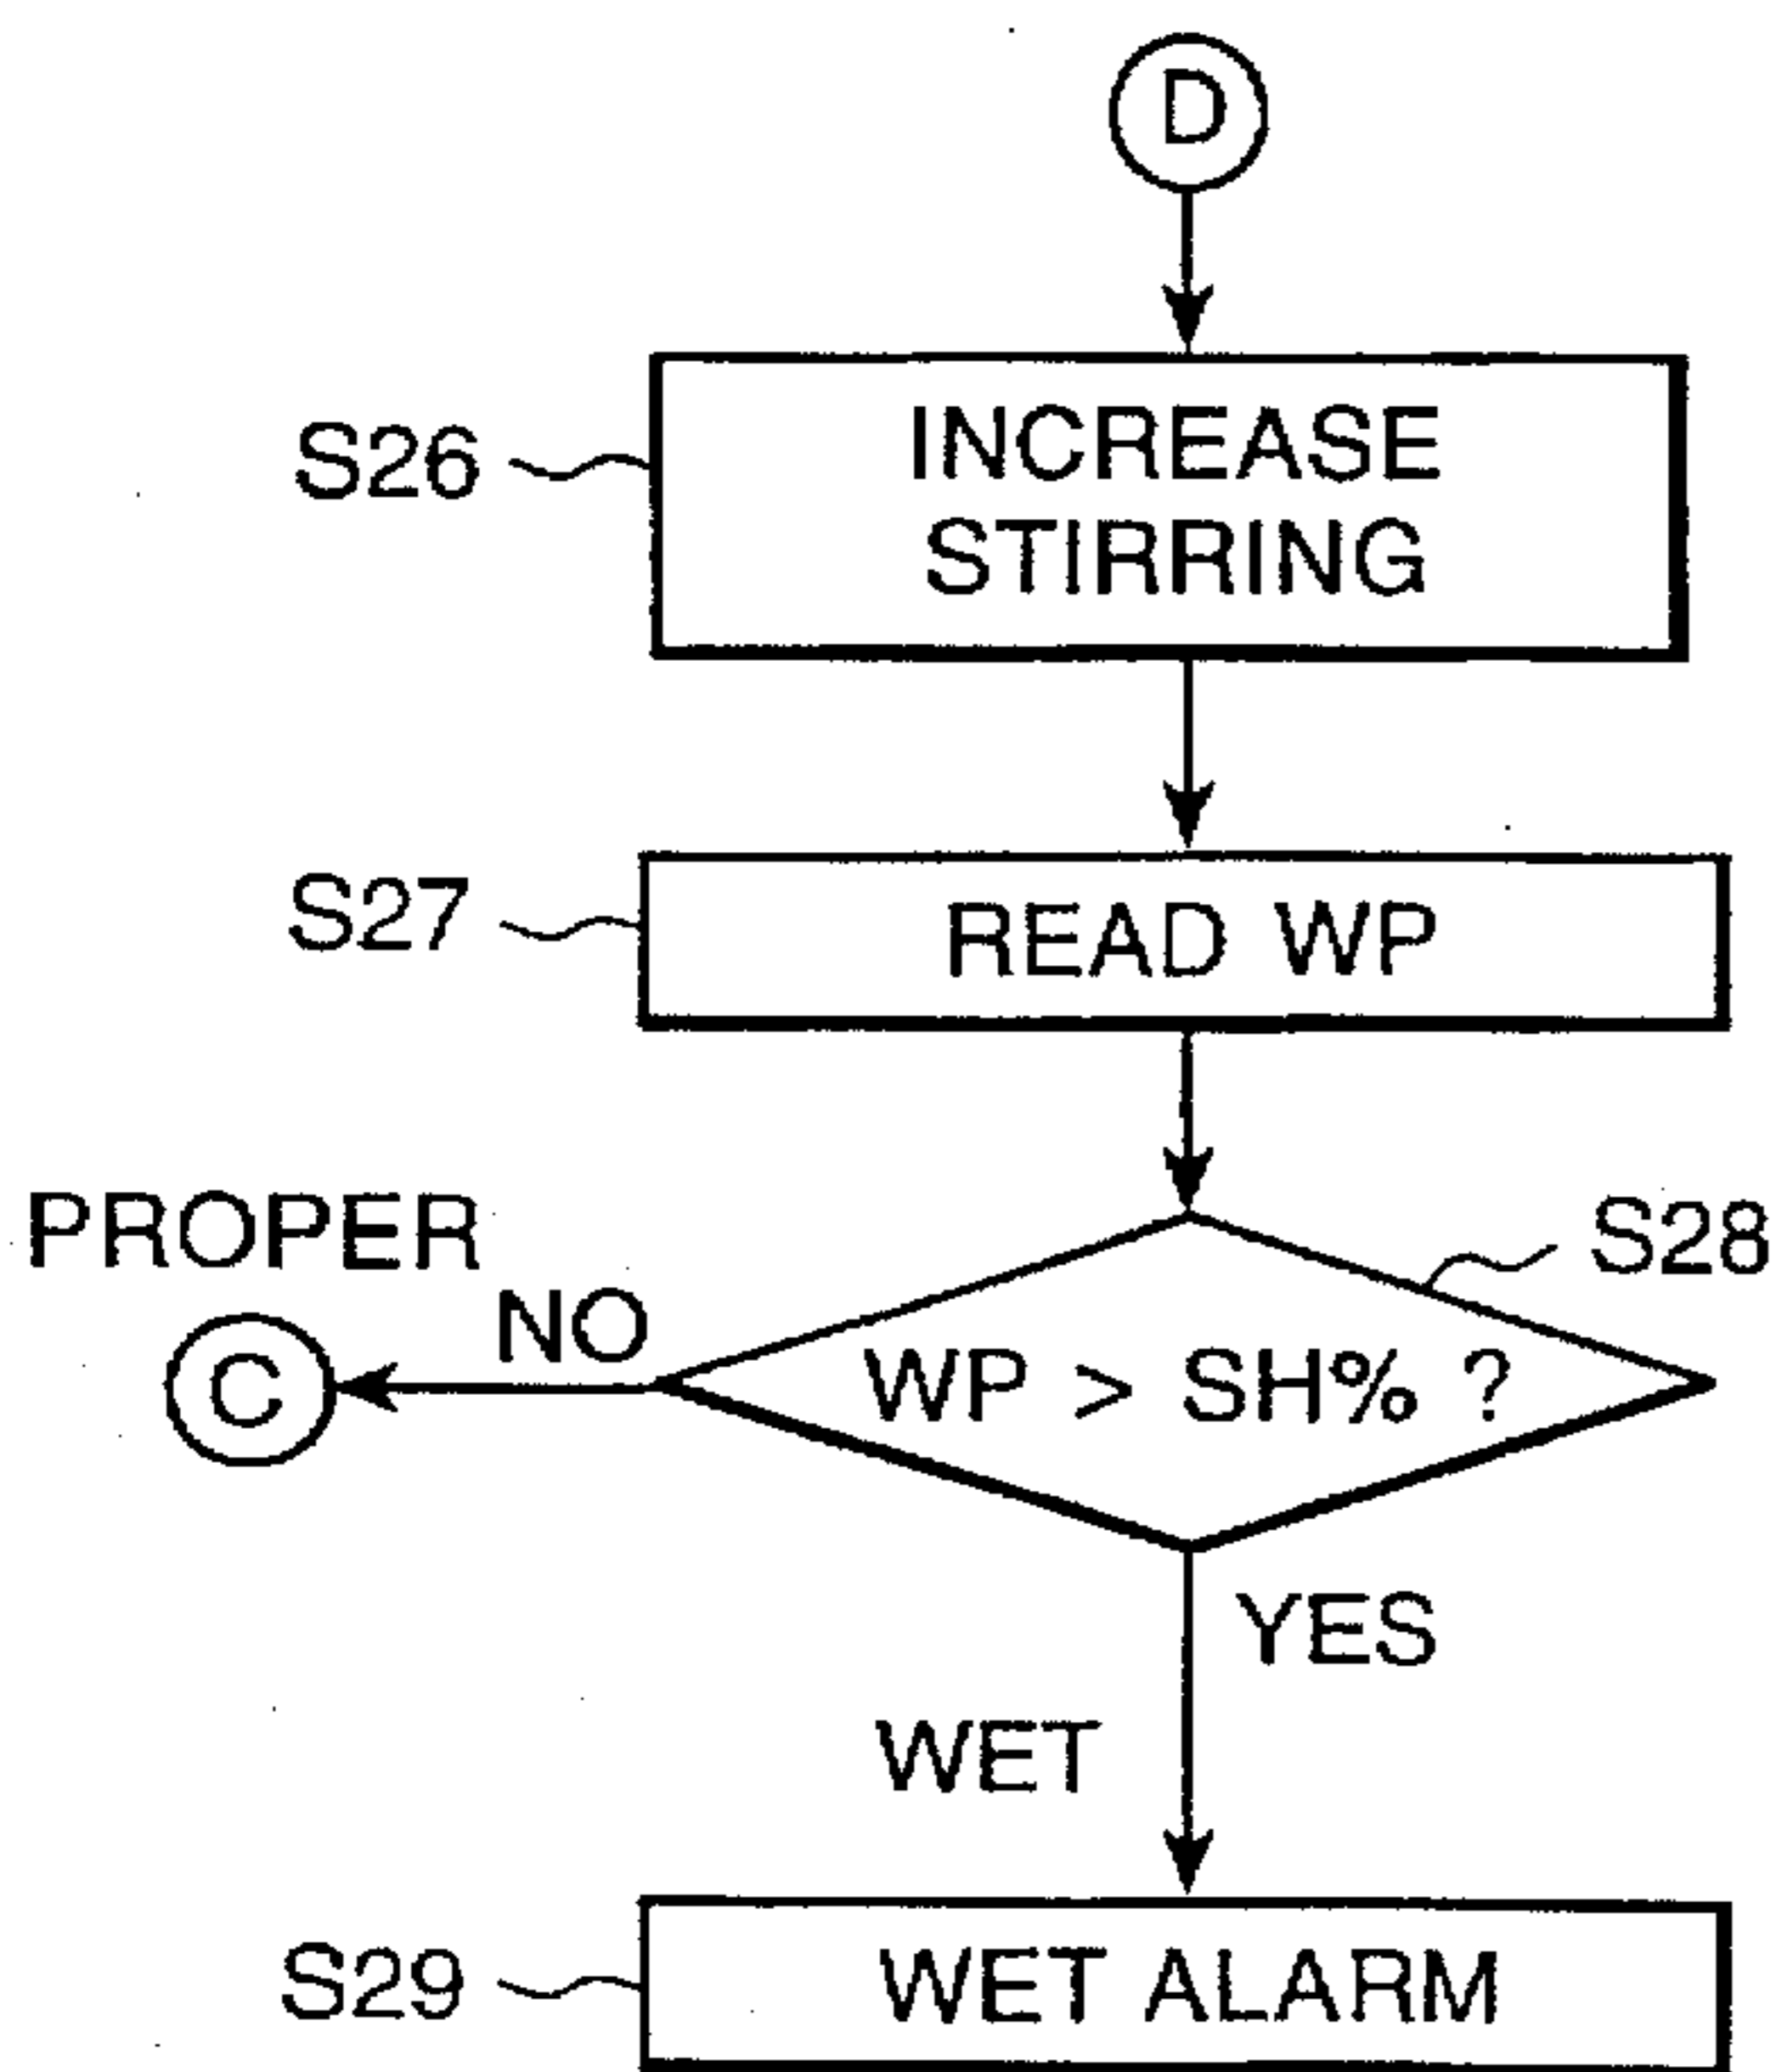 D
S26
INCREASE
STIRRING
S27
READ WP
PROPER
S28
NO
C
WP > SH% ?
YES
WET
S29
WET ALARM